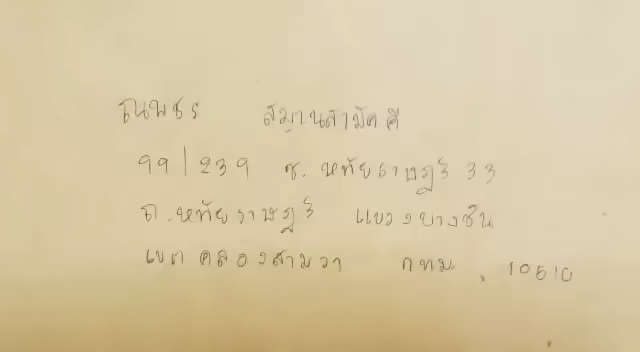 ธนพชร สมานสามัคคี
99/239 ซ. หทัยราษฎร์ 33
ถ.หทัยราษฎร์ แขวงบางชัน
เขต คลองสามวา กทม. 10510